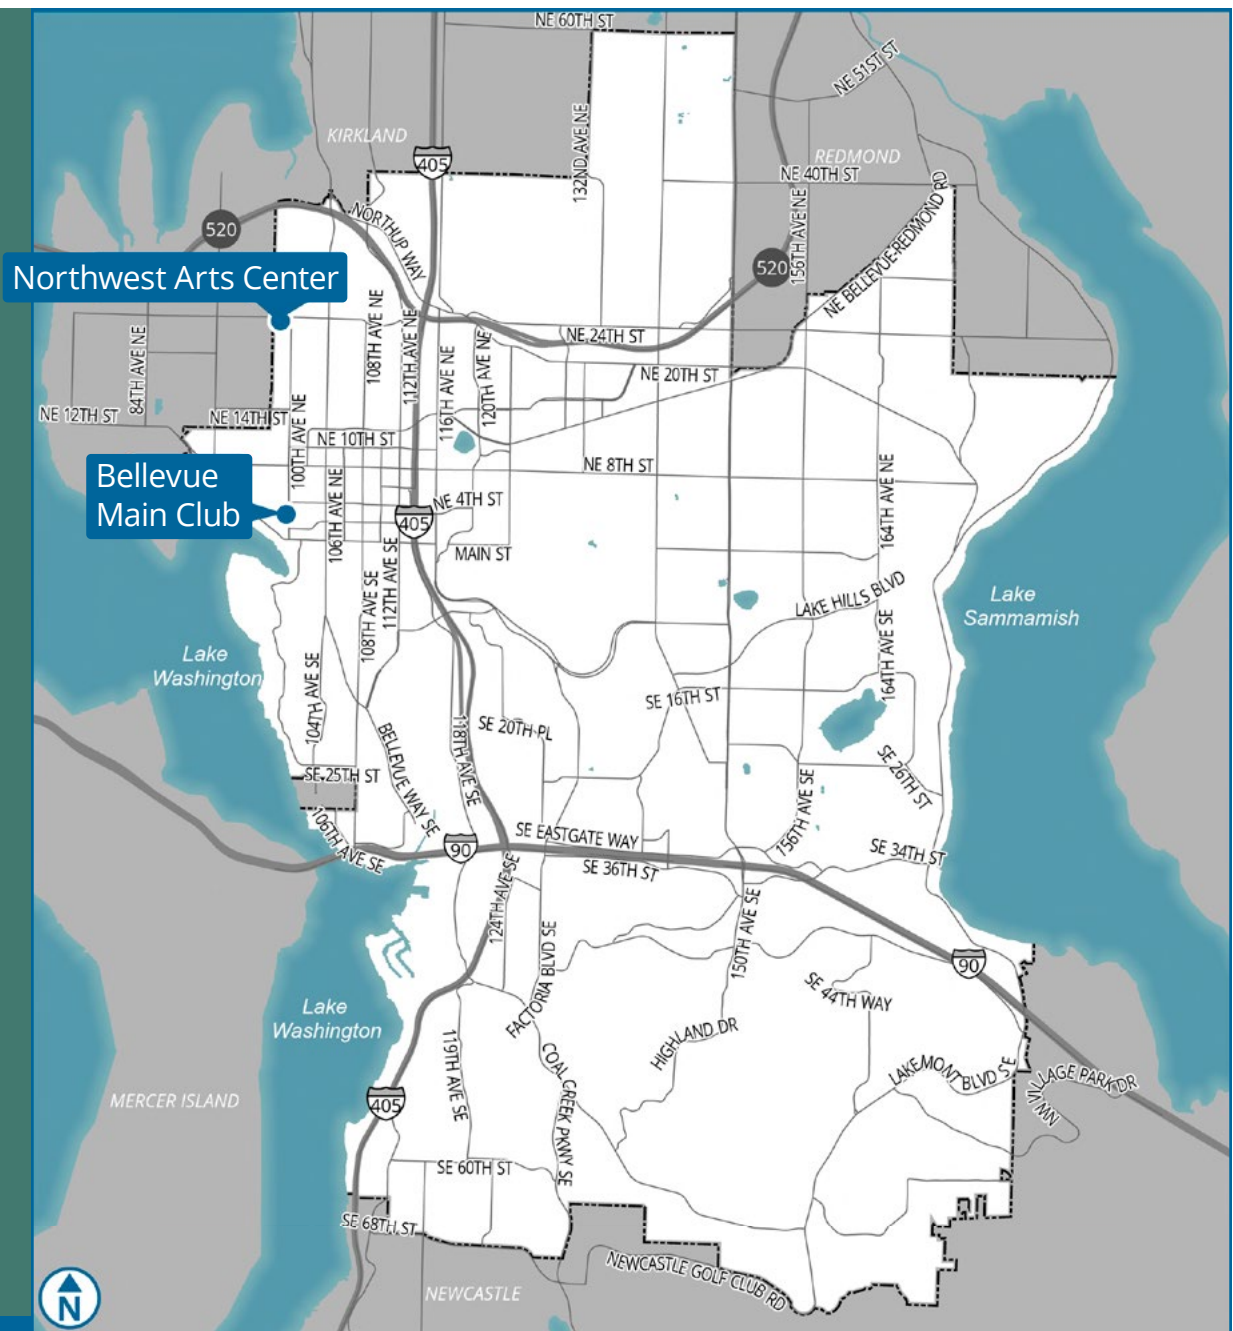 NE 60TH ST
NE 51ST ST
KIRKLAND
405
132ND AVE NE
REDMOND
NE 40TH ST
520
NORTHUP WAY
156TH AVE NE
NE BELLEVUE-REDMOND RD
520
Northwest Arts Center
108TH AVE NE
112TH AVE NE
NE 24TH ST
84TH AVE NE
116TH AVE NE
120TH AVE NE
NE 20TH ST
NE 12TH ST
NE 14TH ST
100TH AVE NE
NE 10TH ST
NE 8TH ST
164TH AVE NE
Bellevue
Main Club
106TH AVE NE
NE 4TH ST
405
MAIN ST
112TH AVE SE
108TH AVE SE
LAKE HILLS BLVD
Lake
Sammamish
164TH AVE SE
Lake
Washington
104TH AVE SE
SE 16TH ST
118TH AVE SE
SE 20TH PL
BELLEVUE WAY SE
SE 26TH ST
SE 25TH ST
156TH AVE SE
106TH AVE SE
90
SE EASTGATE WAY
SE 36TH ST
SE 34TH ST
124TH AVE SE
150TH AVE SE
FACTORIA BLVD SE
90
SE 44TH WAY
Lake
Washington
HIGHLAND DR
119TH AVE SE
COAL CREEK PKWY SE
LAKEMONT BLVD SE
NW VILLAGE PARK DR
MERCER ISLAND
405
SE 60TH ST
SE 68TH ST
NEWCASTLE GOLF CLUB RD
NEWCASTLE
N